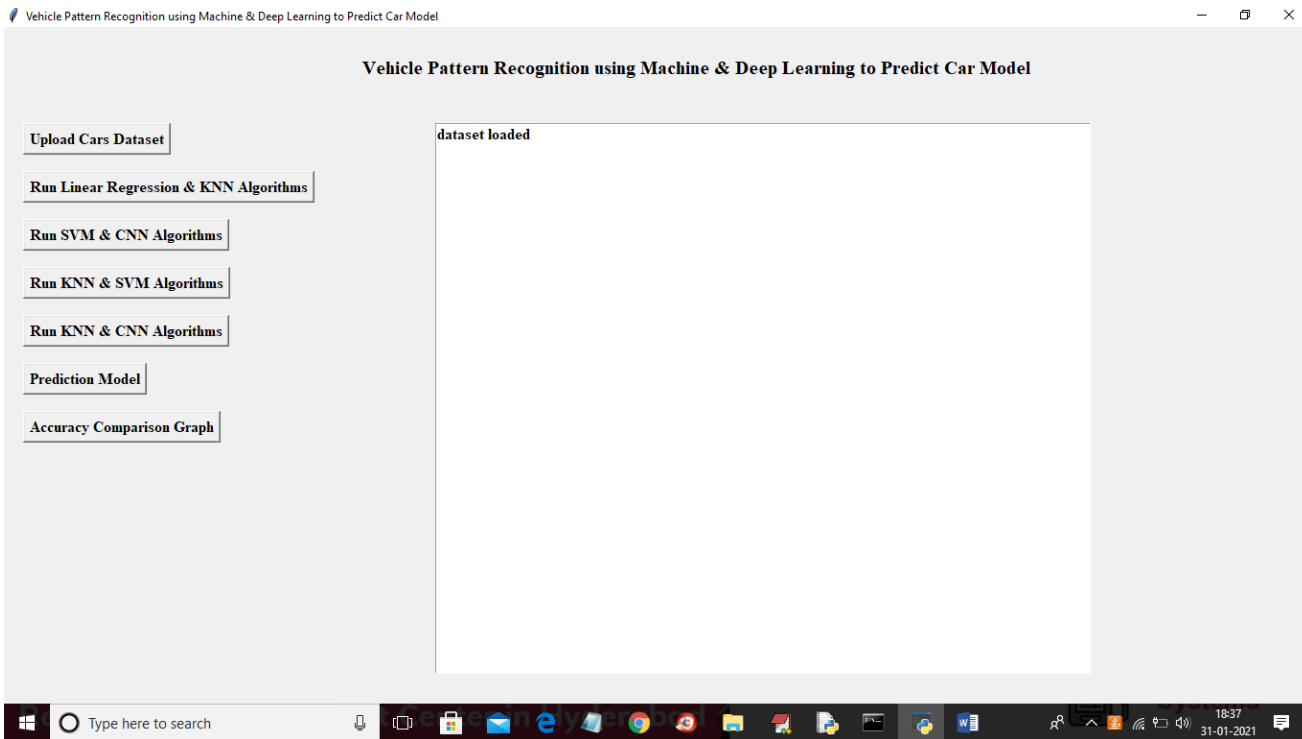 Vehicle Pattern Recognition using Machine & Deep Learning to Predict Car Model
Vehicle Pattern Recognition using Machine & Deep Learning to Predict Car Model
Upload Cars Dataset
dataset loaded
Run Linear Regression & KNN Algorithms
Run SVM & CNN Algorithms
Run KNN & SVM Algorithms
Run KNN & CNN Algorithms
Prediction Model
Accuracy Comparison Graph
Type here to search
18:37
31-01-2021